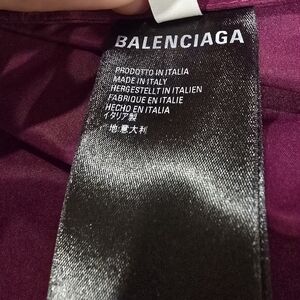 BALENCIAGA
PRODOTTO IN ITALIA
MADE IN ITALY
HERGESTELLT IN ITALIEN
FABRIQUE EN ITALIE
HECHO EN ITALIA
イタリア製
地:意大利